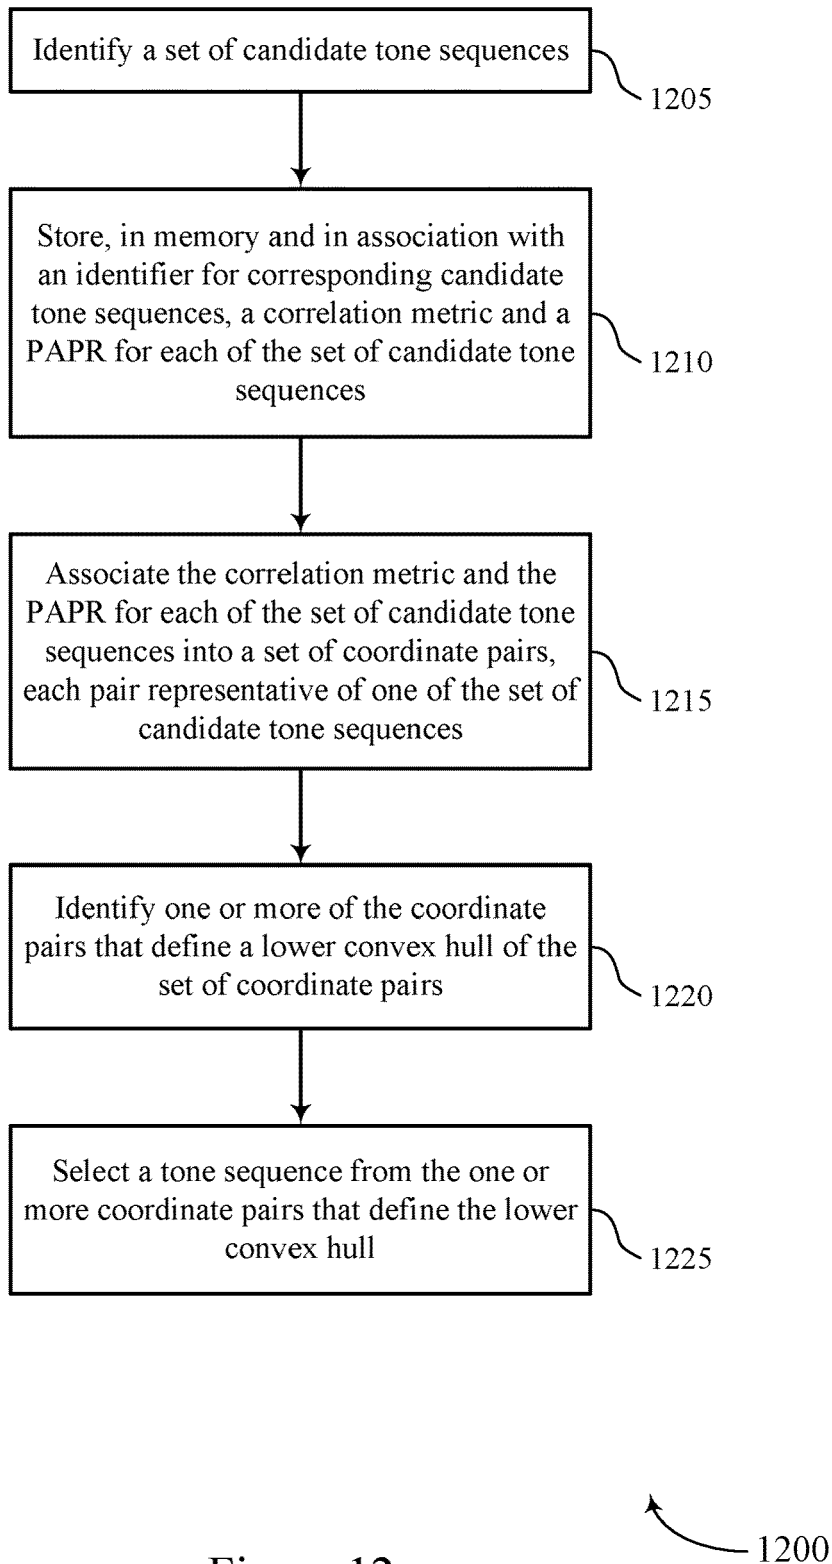 Identify a set of candidate tone sequences
1205
Store, in memory and in association with
an identifier for corresponding candidate
tone sequences, a correlation metric and a
PAPR for each of the set of candidate tone
sequences
1210
Associate the correlation metric and the
PAPR for each of the set of candidate tone
sequences into a set of coordinate pairs,
each pair representative of one of the set of
candidate tone sequences
1215
Identify one or more of the coordinate
pairs that define a lower convex hull of the
set of coordinate pairs
1220
Select a tone sequence from the one or
more coordinate pairs that define the lower
convex hull
1225
1200
Figure 12